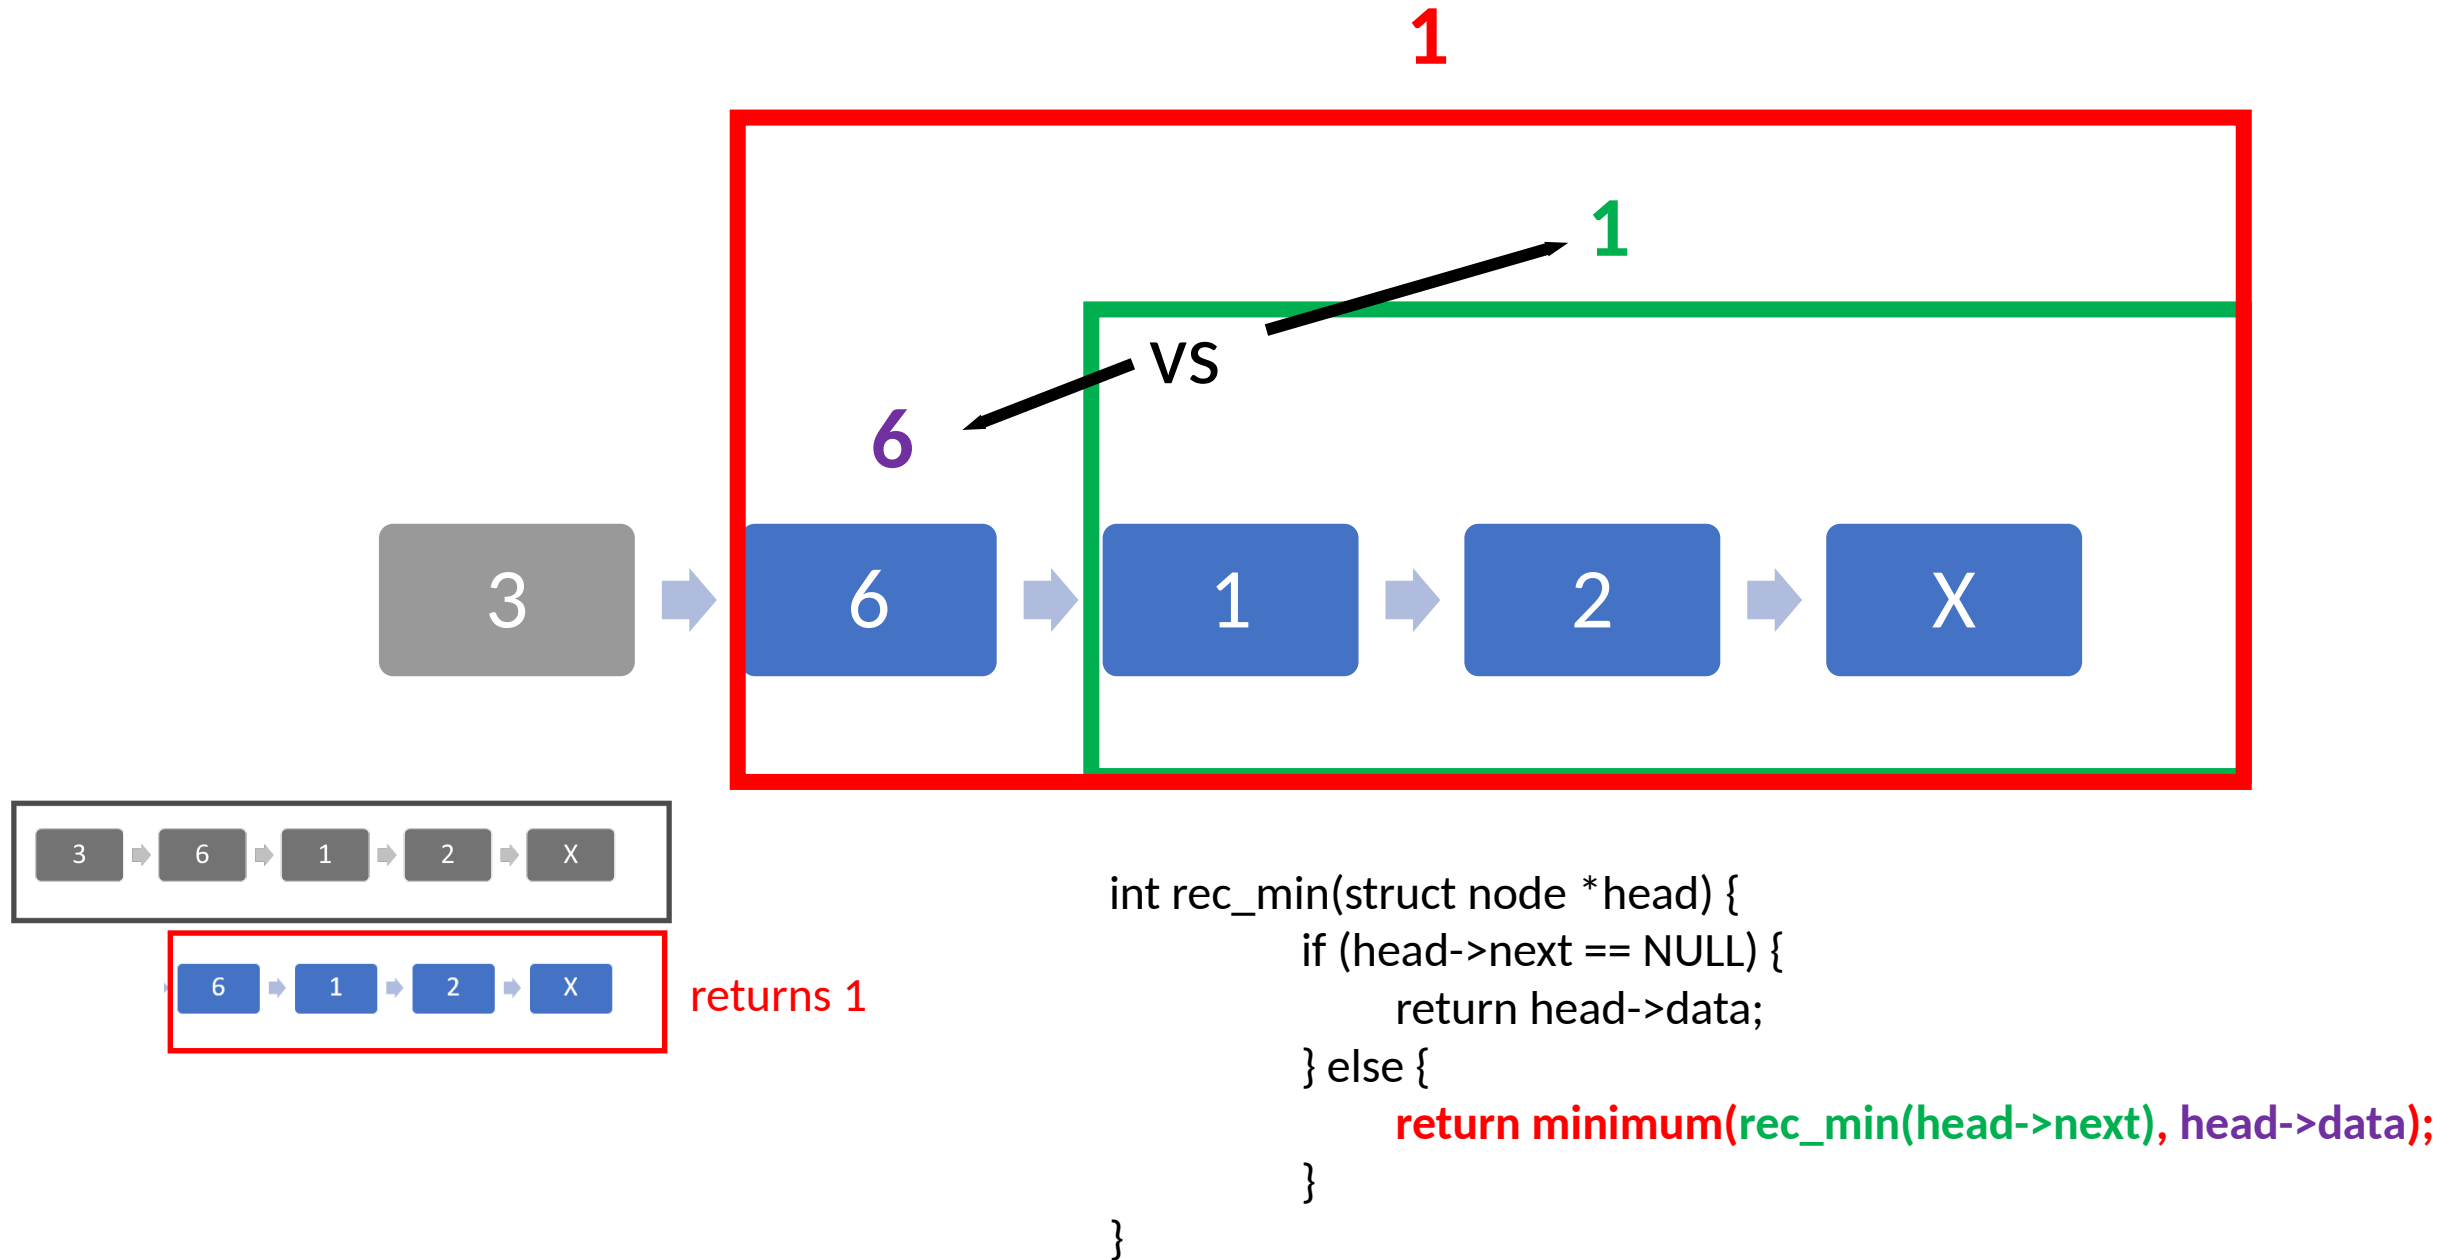 1
1
vs
6
3 6 1 2 X
3 6 1 2 X
6 1 2 X
returns 1
int rec_min(struct node *head) {
if (head->next == NULL) {
return head->data;
} else {
return minimum(rec_min(head->next), head->data);
}
}